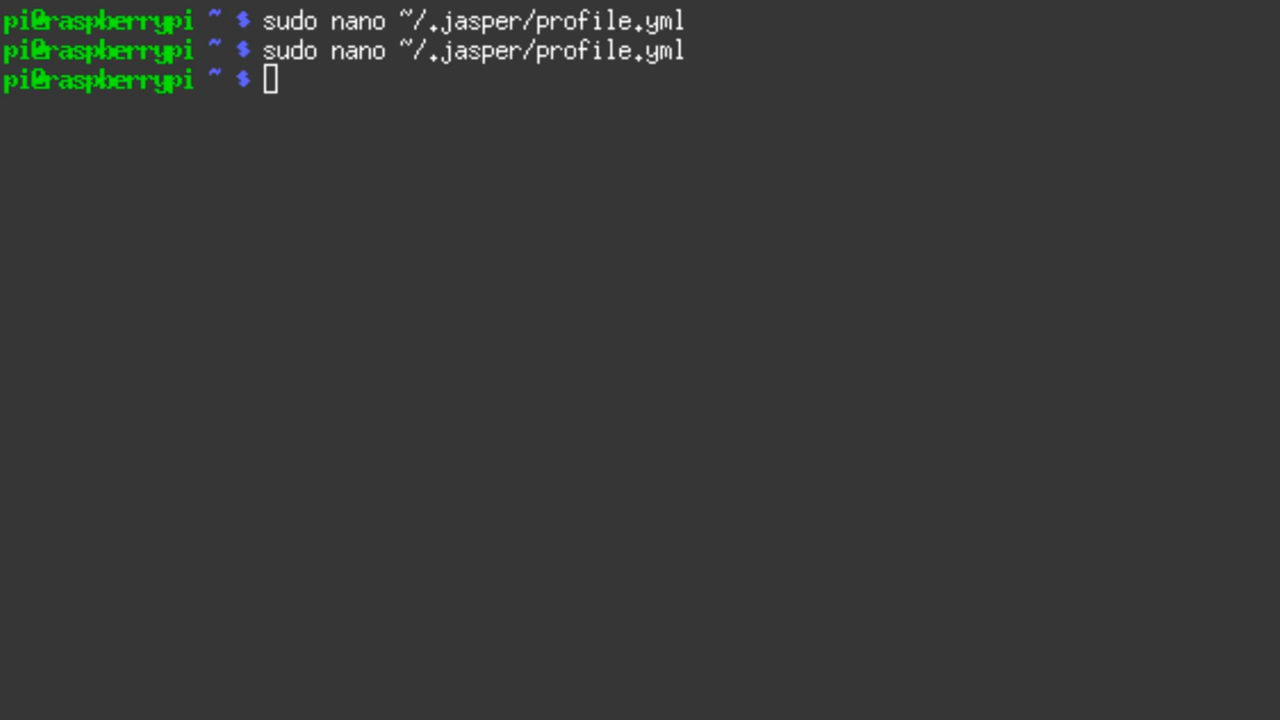 pi@raspberrypi ~ $ sudo nano ~/.jasper/profile.yml
pi@raspberrypi ~ $ sudo nano ~/.jasper/profile.yml
pi@raspberrypi ~ $